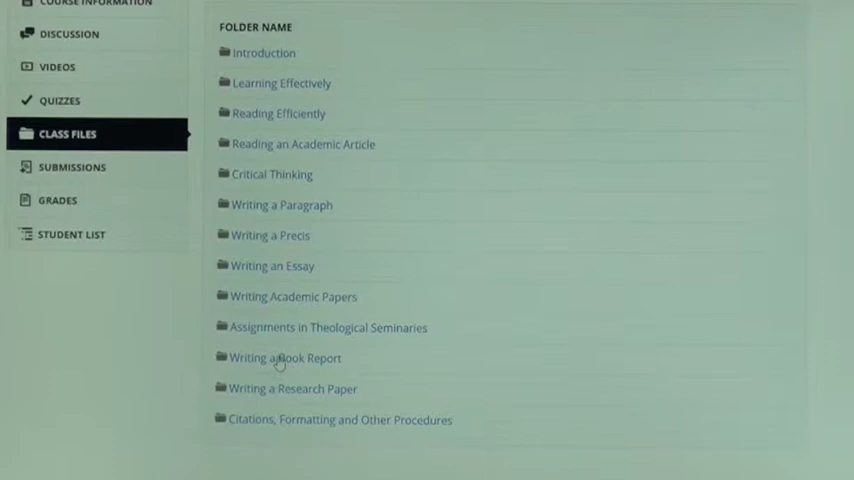 COURSE INFORMATION
DISCUSSION
VIDEOS
QUIZZES
CLASS FILES
SUBMISSIONS
GRADES
STUDENT LIST
FOLDER NAME
Introduction
Learning Effectively
Reading Efficiently
Reading an Academic Article
Critical Thinking
Writing a Paragraph
Writing a Precis
Writing an Essay
Writing Academic Papers
Assignments in Theological Seminaries
Writing a Book Report
Writing a Research Paper
Citations, Formatting and Other Procedures